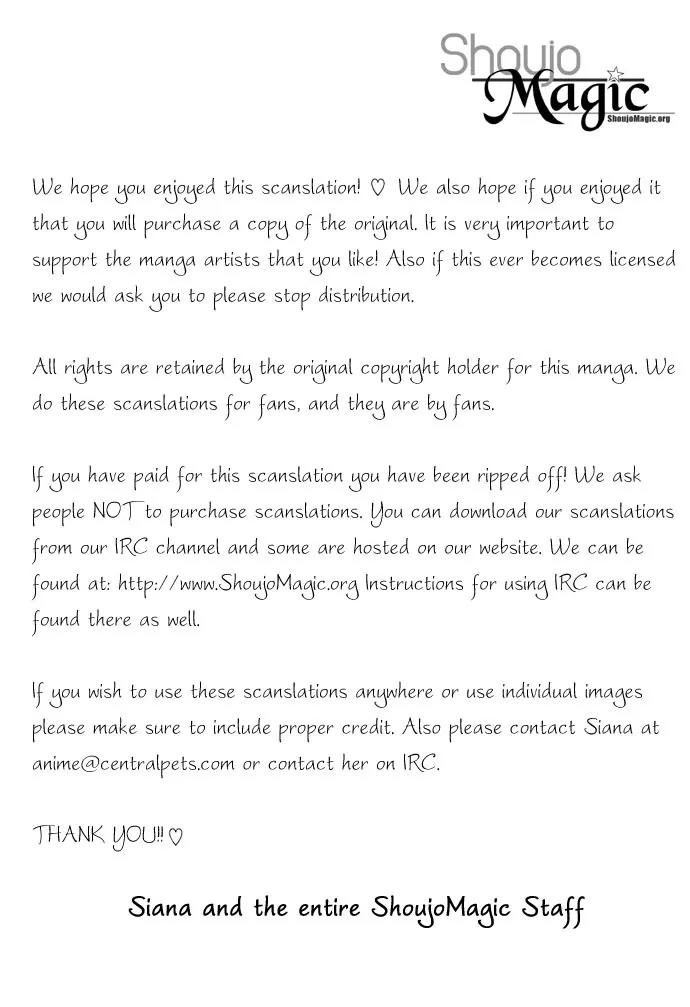 Shoujo
Magic
ShoujoMagic.org
We hope you enjoyed this scanslation! ♡ We also hope if you enjoyed it
that you will purchase a copy of the original. It is very important to
support the manga artists that you like! Also if this ever becomes licensed
we would ask you to please stop distribution.
All rights are retained by the original copyright holder for this manga. We
do these scanslations for fans, and they are by fans.
If you have paid for this scanslation you have been ripped off! We ask
people NOT to purchase scanslations. You can download our scanslations
from our IRC channel and some are hosted on our website. We can be
found at: http://www.ShoujoMagic.org Instructions for using IRC can be
found there as well.
If you wish to use these scanslations anywhere or use individual images
please make sure to include proper credit. Also please contact Siana at
anime@centralpets.com or contact her on IRC.
THANK YOU!! ♡
Siana and the entire ShoujoMagic Staff